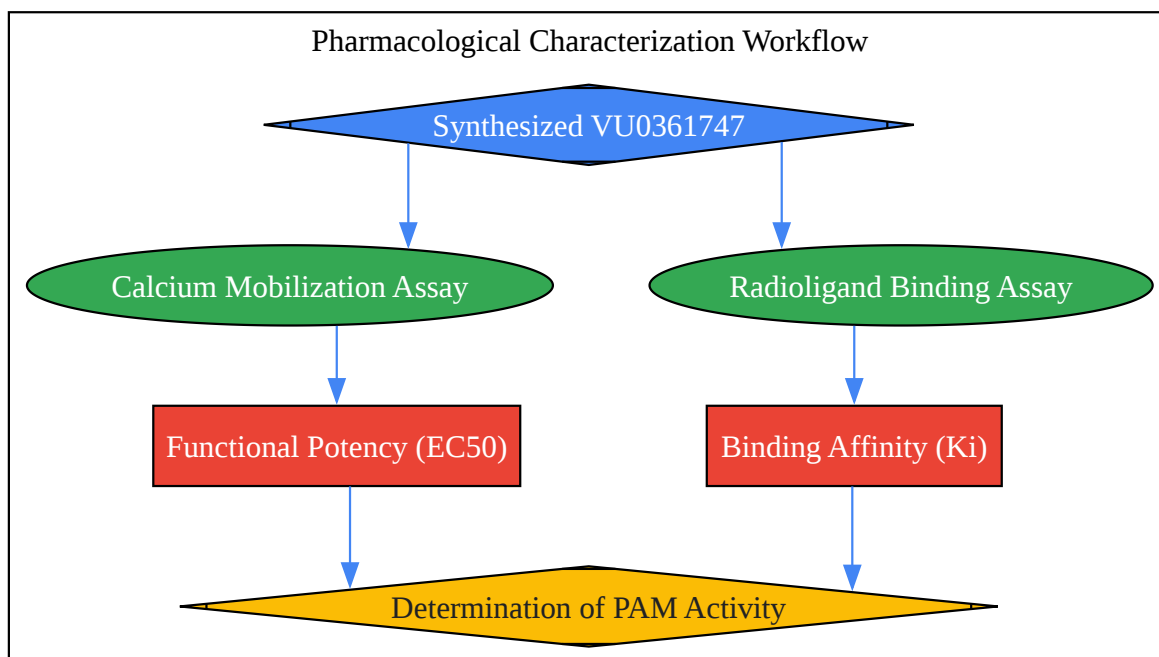 Pharmacological Characterization Workflow
Synthesized VU0361747
Calcium Mobilization Assay
Radioligand Binding Assay
Functional Potency (EC50)
Binding Affinity (Ki)
Determination of PAM Activity